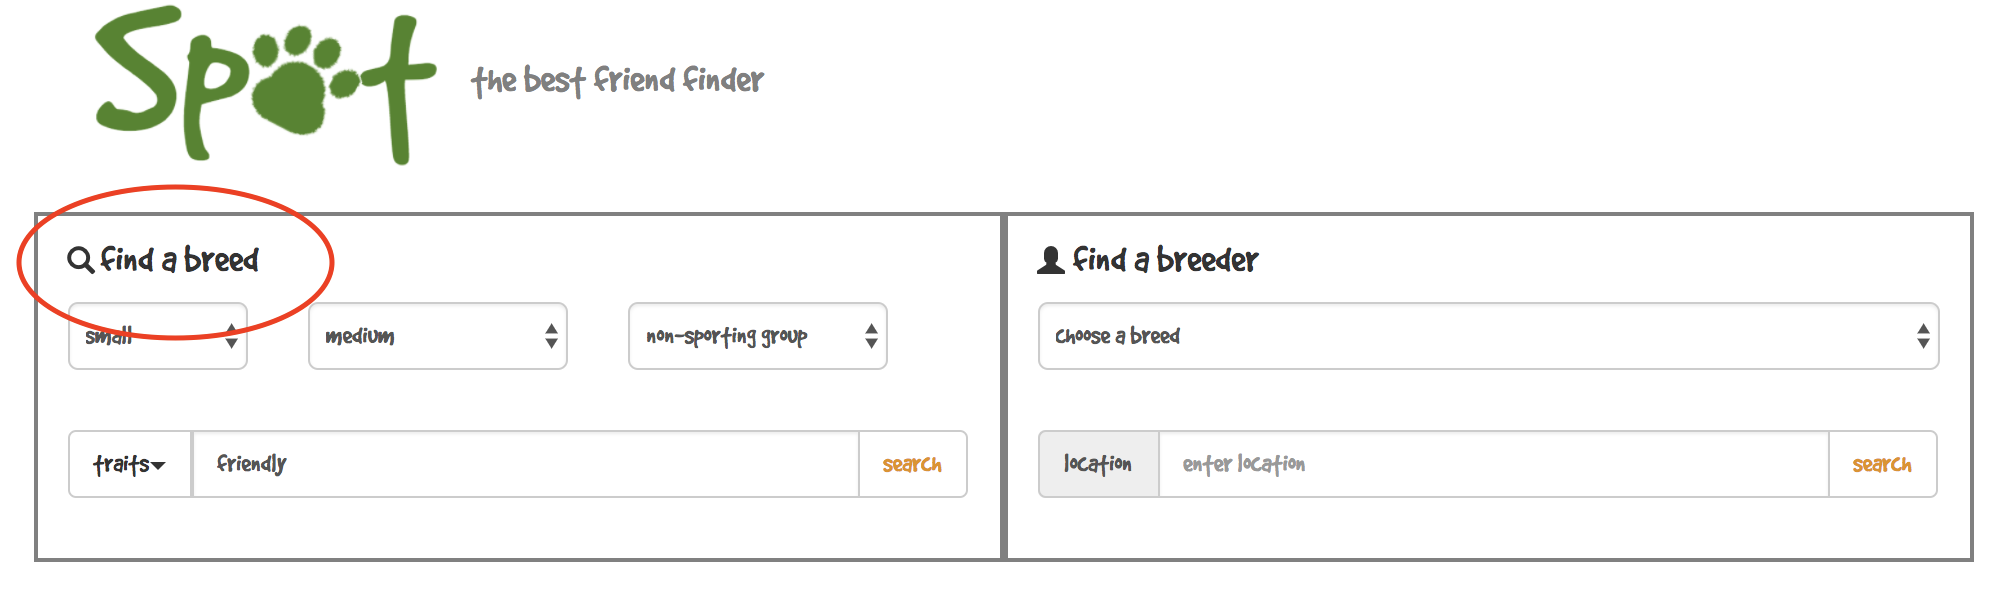 Spot
the best friend finder
find a breed
small
medium
non-sporting group
traits
friendly
search
find a breeder
Choose a breed
location
enter location
search